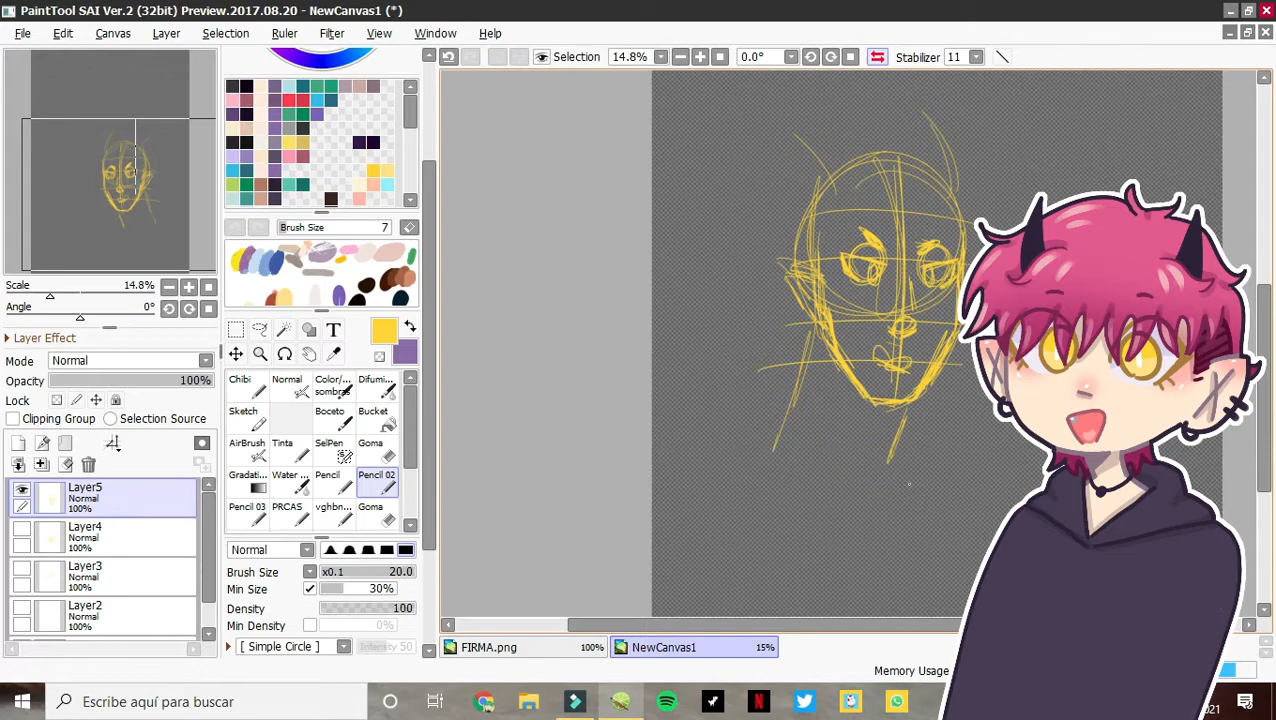 PaintTool SAI Ver.2 (32bit) Preview.2017.08.20 - NewCanvas1 (*)
File Edit Canvas Layer Selection Ruler Filter View Window Help
Selection 14.8% 0.0° Stabilizer 11
Brush Size 7
Scale 14.8%
Angle 0°
Layer Effect
Mode Normal
Opacity 100%
Lock
Clipping Group Selection Source
Layer5
Normal
100%
Layer4
Normal
100%
Layer3
Normal
100%
Layer2
Normal
100%
T
Chibi Normal Color/... sombras Difumi...
Sketch Boceto Bucket
AirBrush Tinta SelPen Goma
Gradati... Water ... Pencil Pencil 02
Pencil 03 PRCAS vghbn... Goma
Normal
Brush Size x0.1 20.0
Min Size 30%
Density 100
Min Density 0%
[ Simple Circle ] Intensity 50
FIRMA.png 100% NewCanvas1 15%
Memory Usage
Escribe aquí para buscar